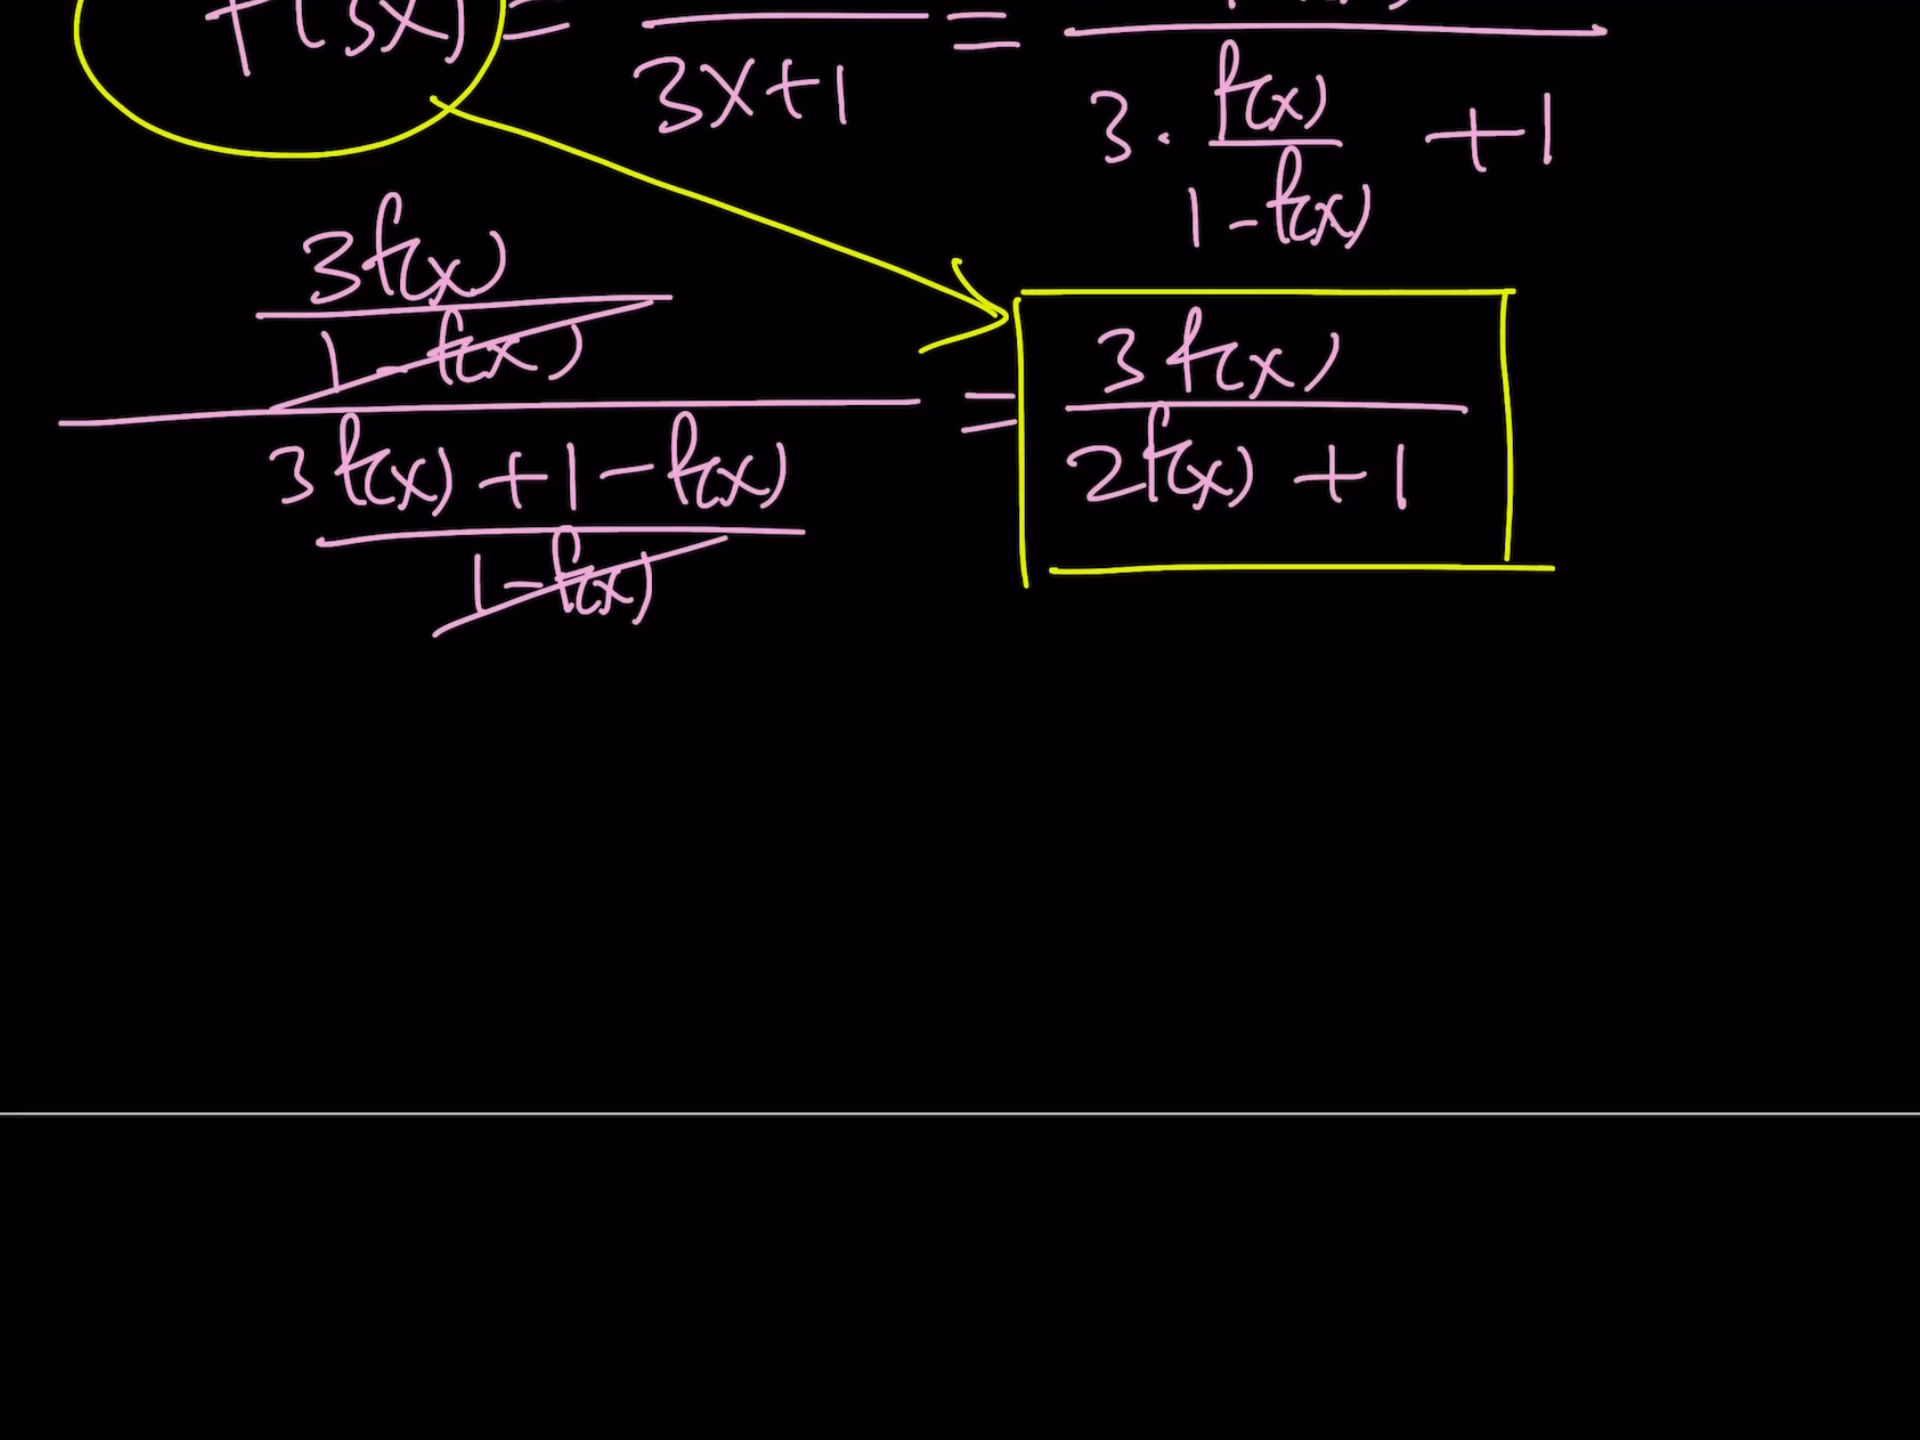 f(3x) = / 3x+1 = / 3 · f(x)/1-f(x) + 1
3f(x)/1-f(x) / 3f(x)+1-f(x)/1-f(x) = 3f(x)/2f(x)+1